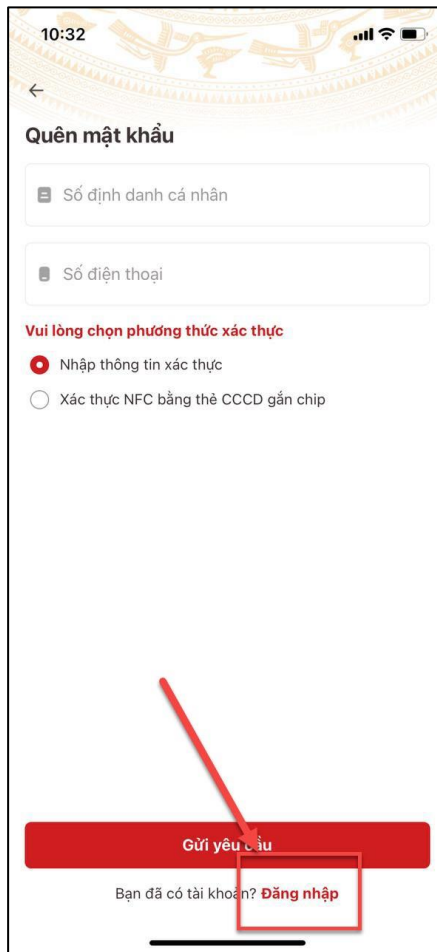 10:32
Quên mật khẩu
Số định danh cá nhân
Số điện thoại
Vui lòng chọn phương thức xác thực
Nhập thông tin xác thực
Xác thực NFC bằng thẻ CCCD gắn chip
Gửi yêu cầu
Bạn đã có tài khoản? Đăng nhập